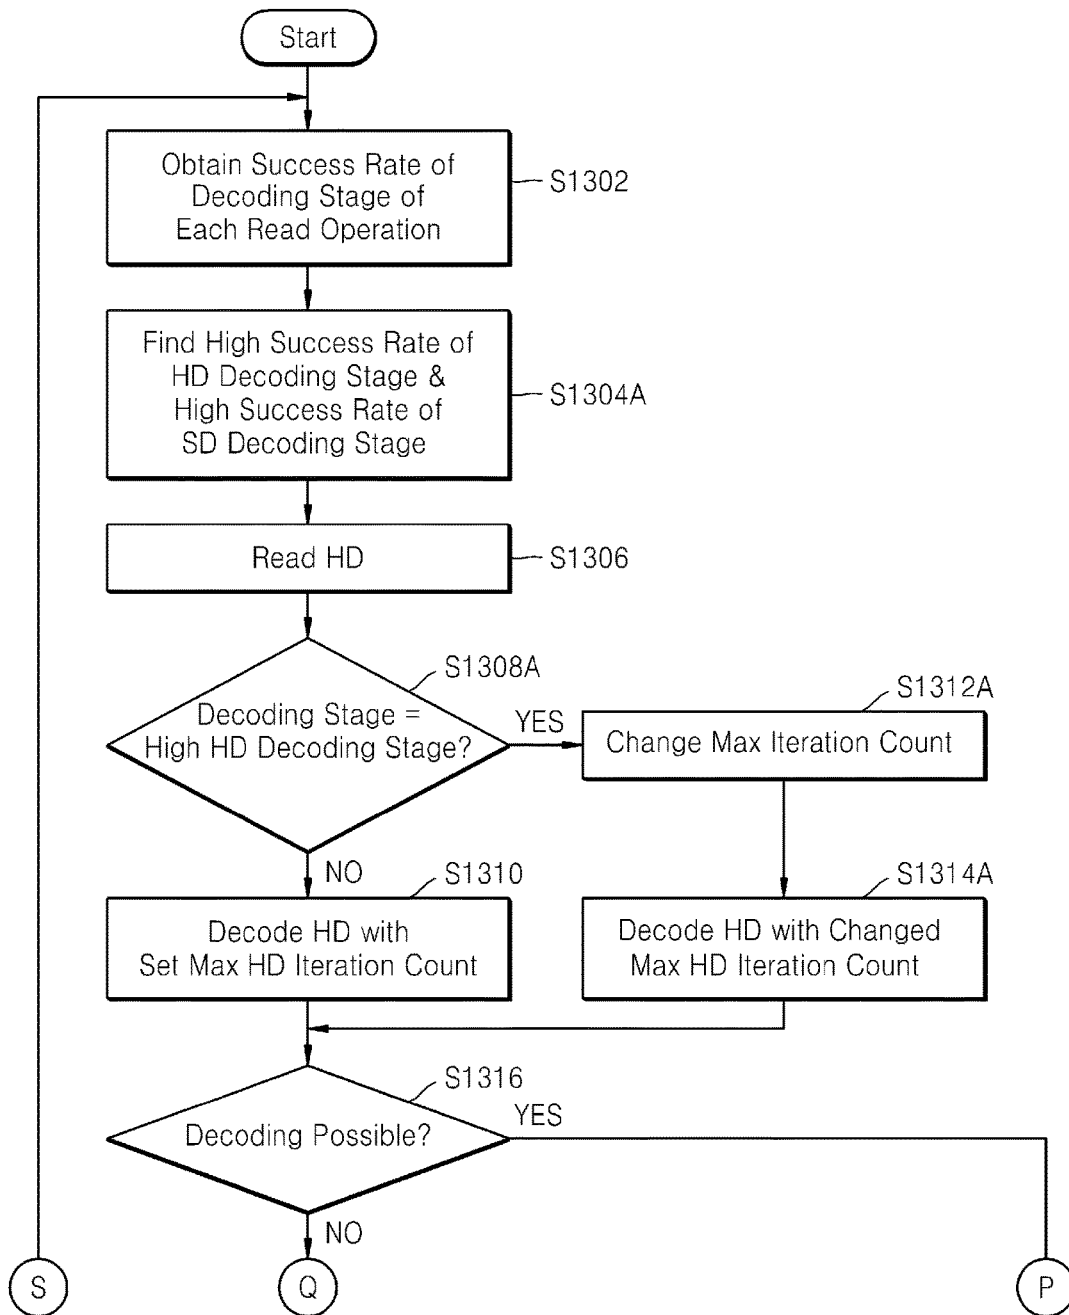 Start
Obtain Success Rate of
Decoding Stage of
Each Read Operation
S1302
Find High Success Rate of
HD Decoding Stage &
High Success Rate of
SD Decoding Stage
S1304A
Read HD
S1306
S1308A
Decoding Stage =
High HD Decoding Stage?
YES
S1312A
Change Max Iteration Count
NO
S1310
Decode HD with
Set Max HD Iteration Count
S1314A
Decode HD with Changed
Max HD Iteration Count
S1316
Decoding Possible?
YES
NO
S
Q
P